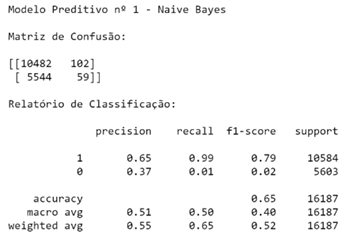 Modelo Preditivo nº 1 - Naive Bayes
Matriz de Confusão:
[[10482 102]
[ 5544 59]]
Relatório de Classificação:
precision recall f1-score support
1 0.65 0.99 0.79 10584
0 0.37 0.01 0.02 5603
accuracy 0.65 16187
macro avg 0.51 0.50 0.40 16187
weighted avg 0.55 0.65 0.52 16187